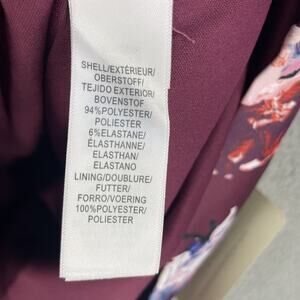 SHELL/EXTÉRIEUR/
OBERSTOFF/
TEJIDO EXTERIOR/
BOVENSTOF
94%POLYESTER/
POLIESTER
6%ELASTANE/
ÉLASTHANNE/
ELASTHAN/
ELASTANO
LINING/DOUBLURE/
FUTTER/
FORRO/VOERING
100%POLYESTER/
POLIESTER